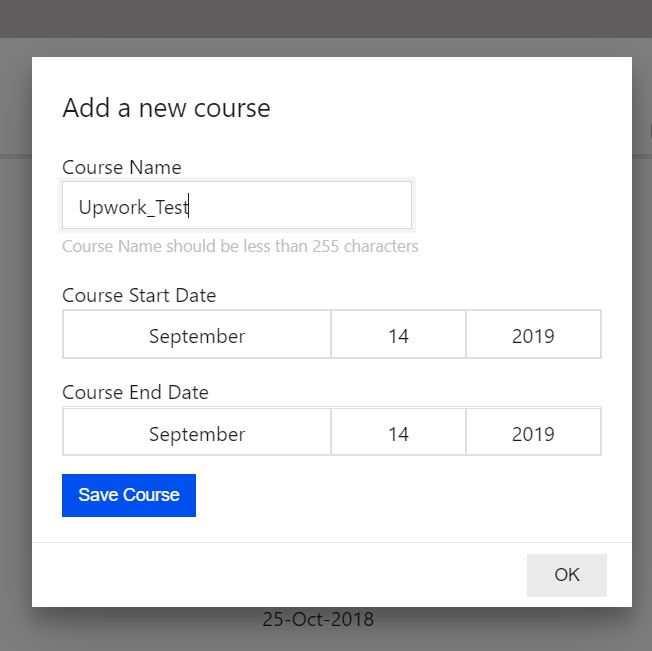 Add a new course
Course Name
Upwork_Test
Course Name should be less than 255 characters
Course Start Date
September 14 2019
Course End Date
September 14 2019
Save Course
OK
25-Oct-2018